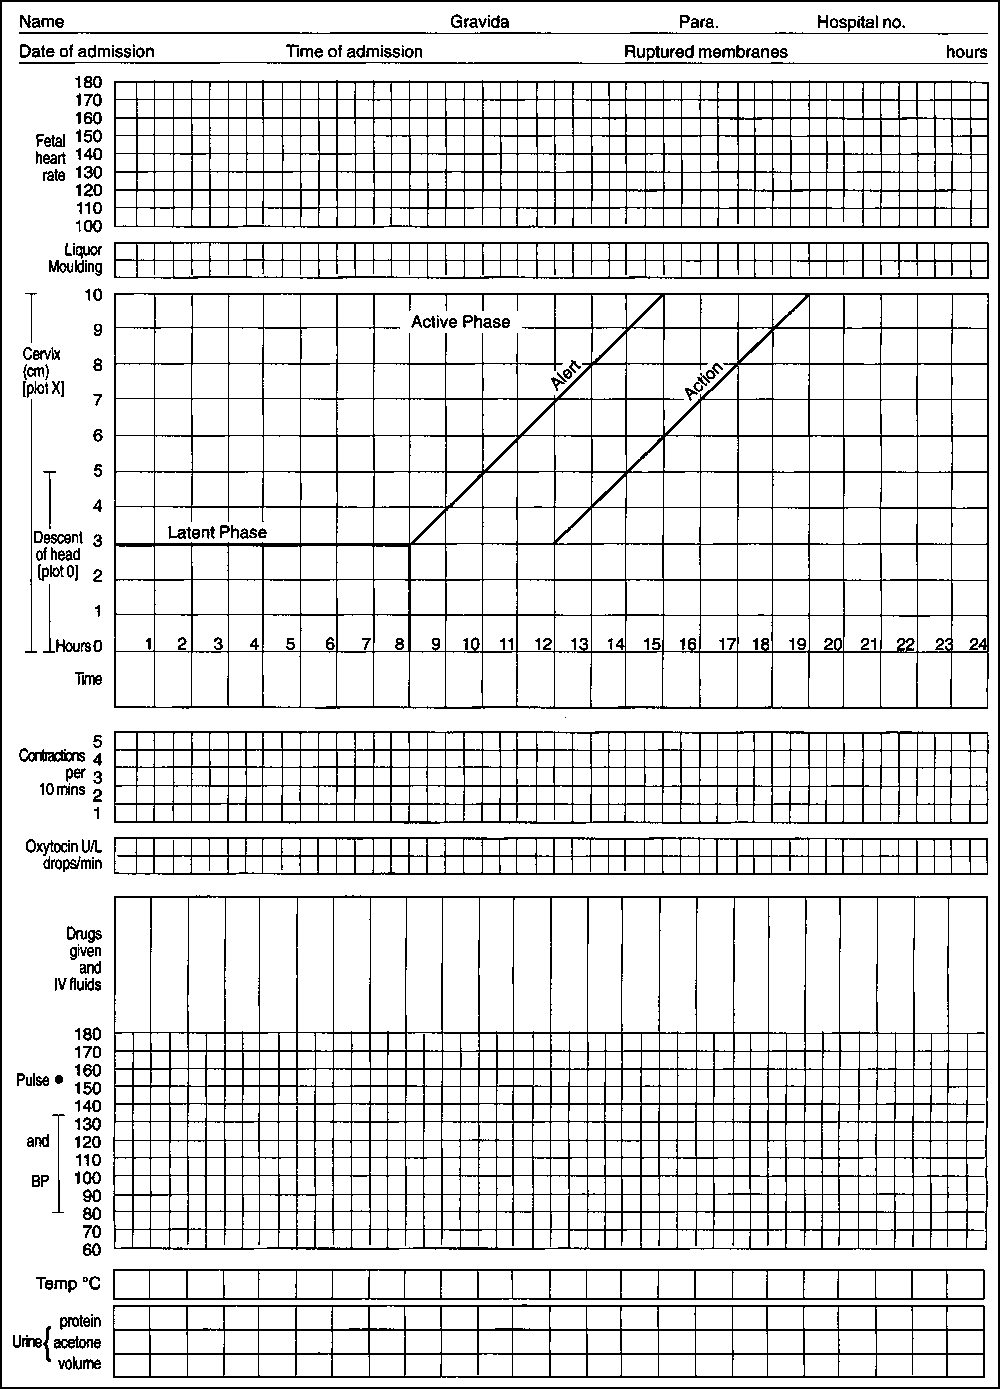 Name Gravida Para. Hospital no.
Date of admission Time of admission Ruptured membranes hours
Fetal heart rate
180
170
160
150
140
130
120
110
100
Liquor
Moulding
Cervix
(cm)
[plot X]
Descent
of head
[plot 0]
10
9
8
7
6
5
4
3
2
1
Active Phase
Alert
Action
Latent Phase
Hours 0 1 2 3 4 5 6 7 8 9 10 11 12 13 14 15 16 17 18 19 20 21 22 23 24
Time
Contractions
per
10 mins
5
4
3
2
1
Oxytocin U/L
drops/min
Drugs
given
and
IV fluids
Pulse ●
and
BP
180
170
160
150
140
130
120
110
100
90
80
70
60
Temp °C
Urine { protein
acetone
volume